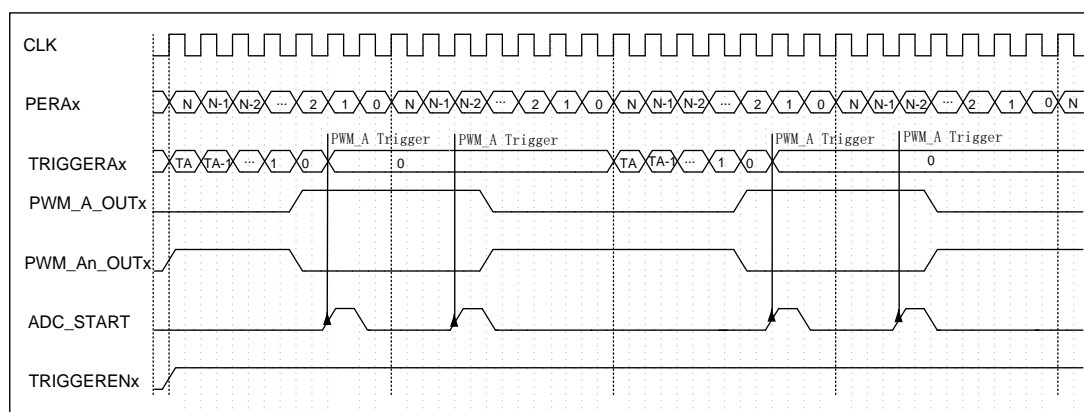 CLK
PERAx N N-1 N-2 ... 2 1 0 N N-1 N-2 ... 2 1 0 N N-1 N-2 ... 2 1 0 N N-1 N-2 ... 2 1 0 N
PWM_A Trigger PWM_A Trigger PWM_A Trigger PWM_A Trigger
TRIGGERAx TA TA-1 ... 1 0 0 TA TA-1 ... 1 0 0
PWM_A_OUTx
PWM_An_OUTx
ADC_START
TRIGGERENx